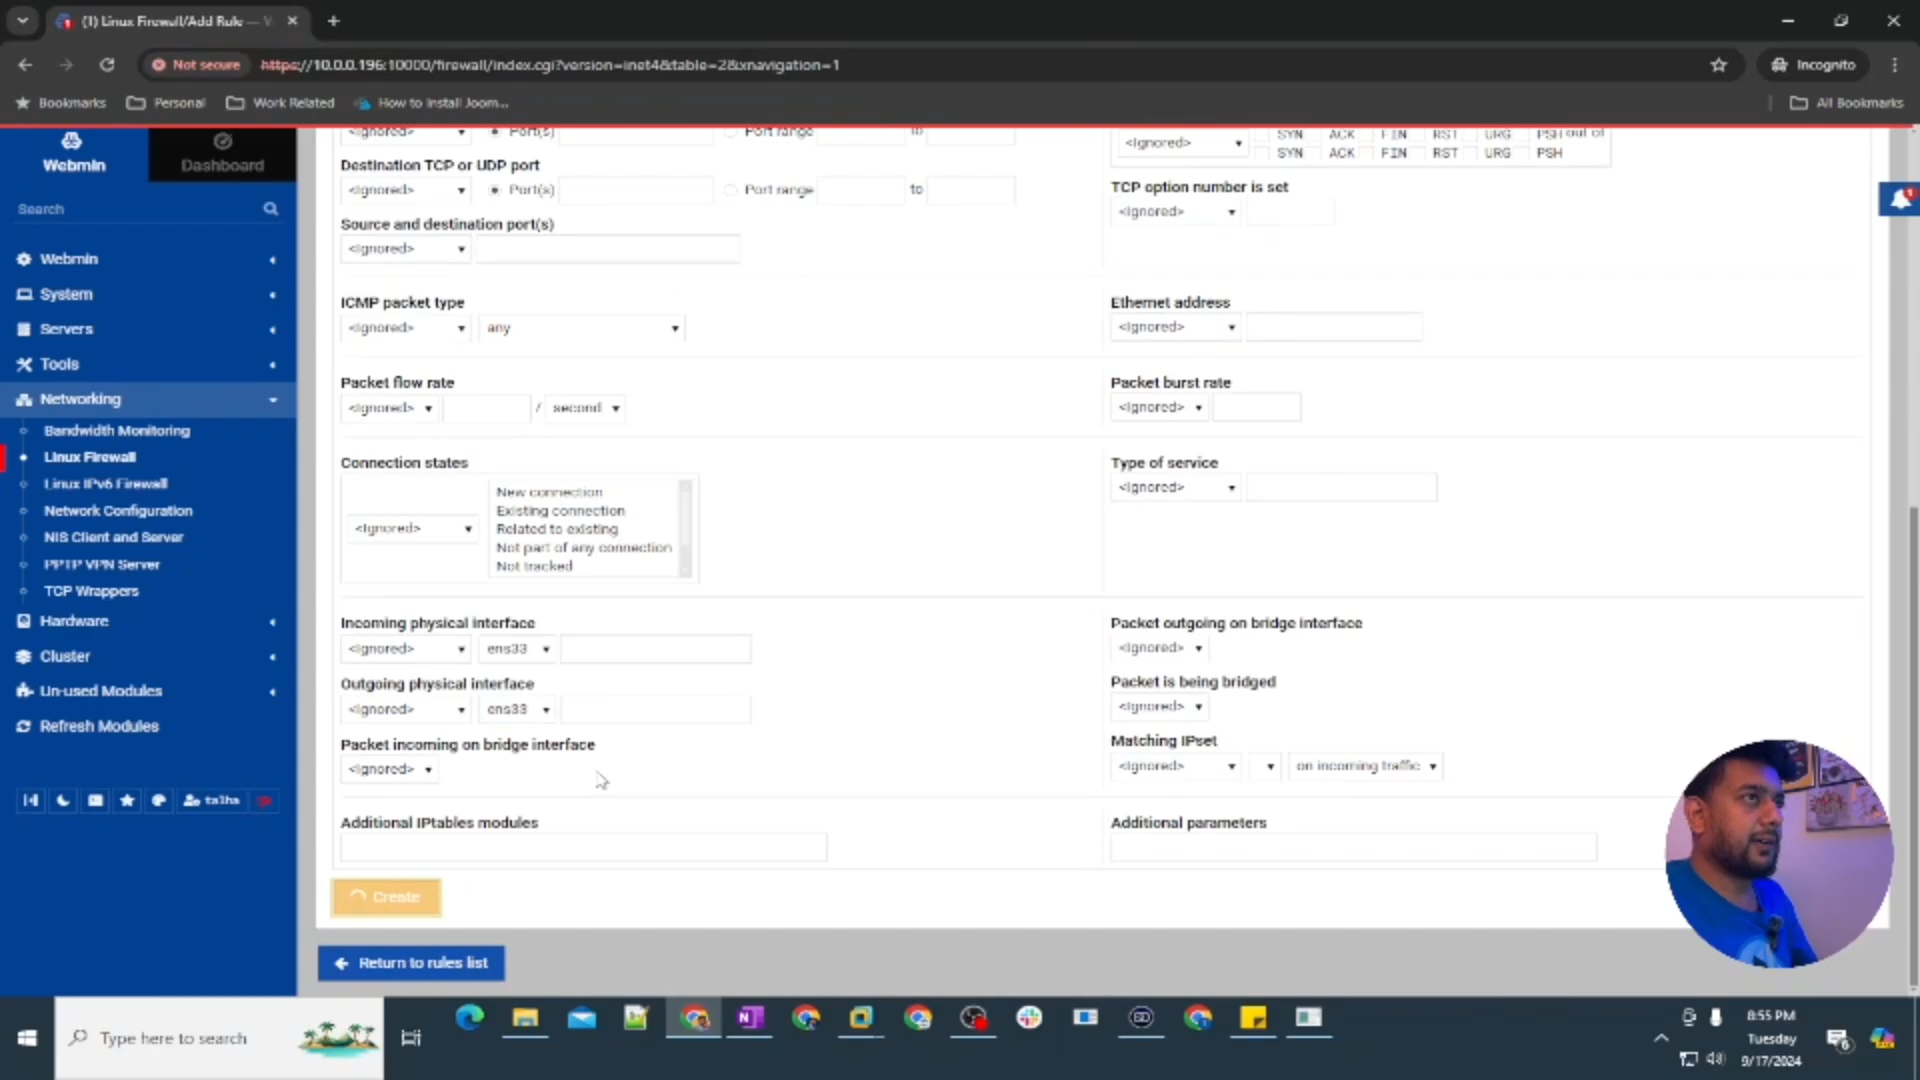 (1) Linux Firewall/Add Rule — W
Not secure https://10.0.0.196:10000/firewall/index.cgi?version=inet4&table=2&xnavigation=1
Incognito
Bookmarks Personal Work Related How to Install Joom... All Bookmarks
Webmin
Dashboard
Search
Webmin
System
Servers
Tools
Networking
Bandwidth Monitoring
Linux Firewall
Linux IPv6 Firewall
Network Configuration
NIS Client and Server
PPTP VPN Server
TCP Wrappers
Hardware
Cluster
Un-used Modules
Refresh Modules
talha
<Ignored> Port(s) Port range to
Destination TCP or UDP port
<Ignored> Port(s) Port range to
Source and destination port(s)
<Ignored>
<Ignored> SYN ACK FIN RST URG PSH out of
SYN ACK FIN RST URG PSH
TCP option number is set
<Ignored>
ICMP packet type
<Ignored> any
Ethernet address
<Ignored>
Packet flow rate
<Ignored> / second
Packet burst rate
<Ignored>
Connection states
<Ignored>
New connection
Existing connection
Related to existing
Not part of any connection
Not tracked
Type of service
<Ignored>
Incoming physical interface
<Ignored> ens33
Outgoing physical interface
<Ignored> ens33
Packet incoming on bridge interface
<Ignored>
Packet outgoing on bridge interface
<Ignored>
Packet is being bridged
<Ignored>
Matching IPset
<Ignored> on incoming traffic
Additional IPtables modules
Additional parameters
Create
Return to rules list
Type here to search
8:55 PM
Tuesday
9/17/2024